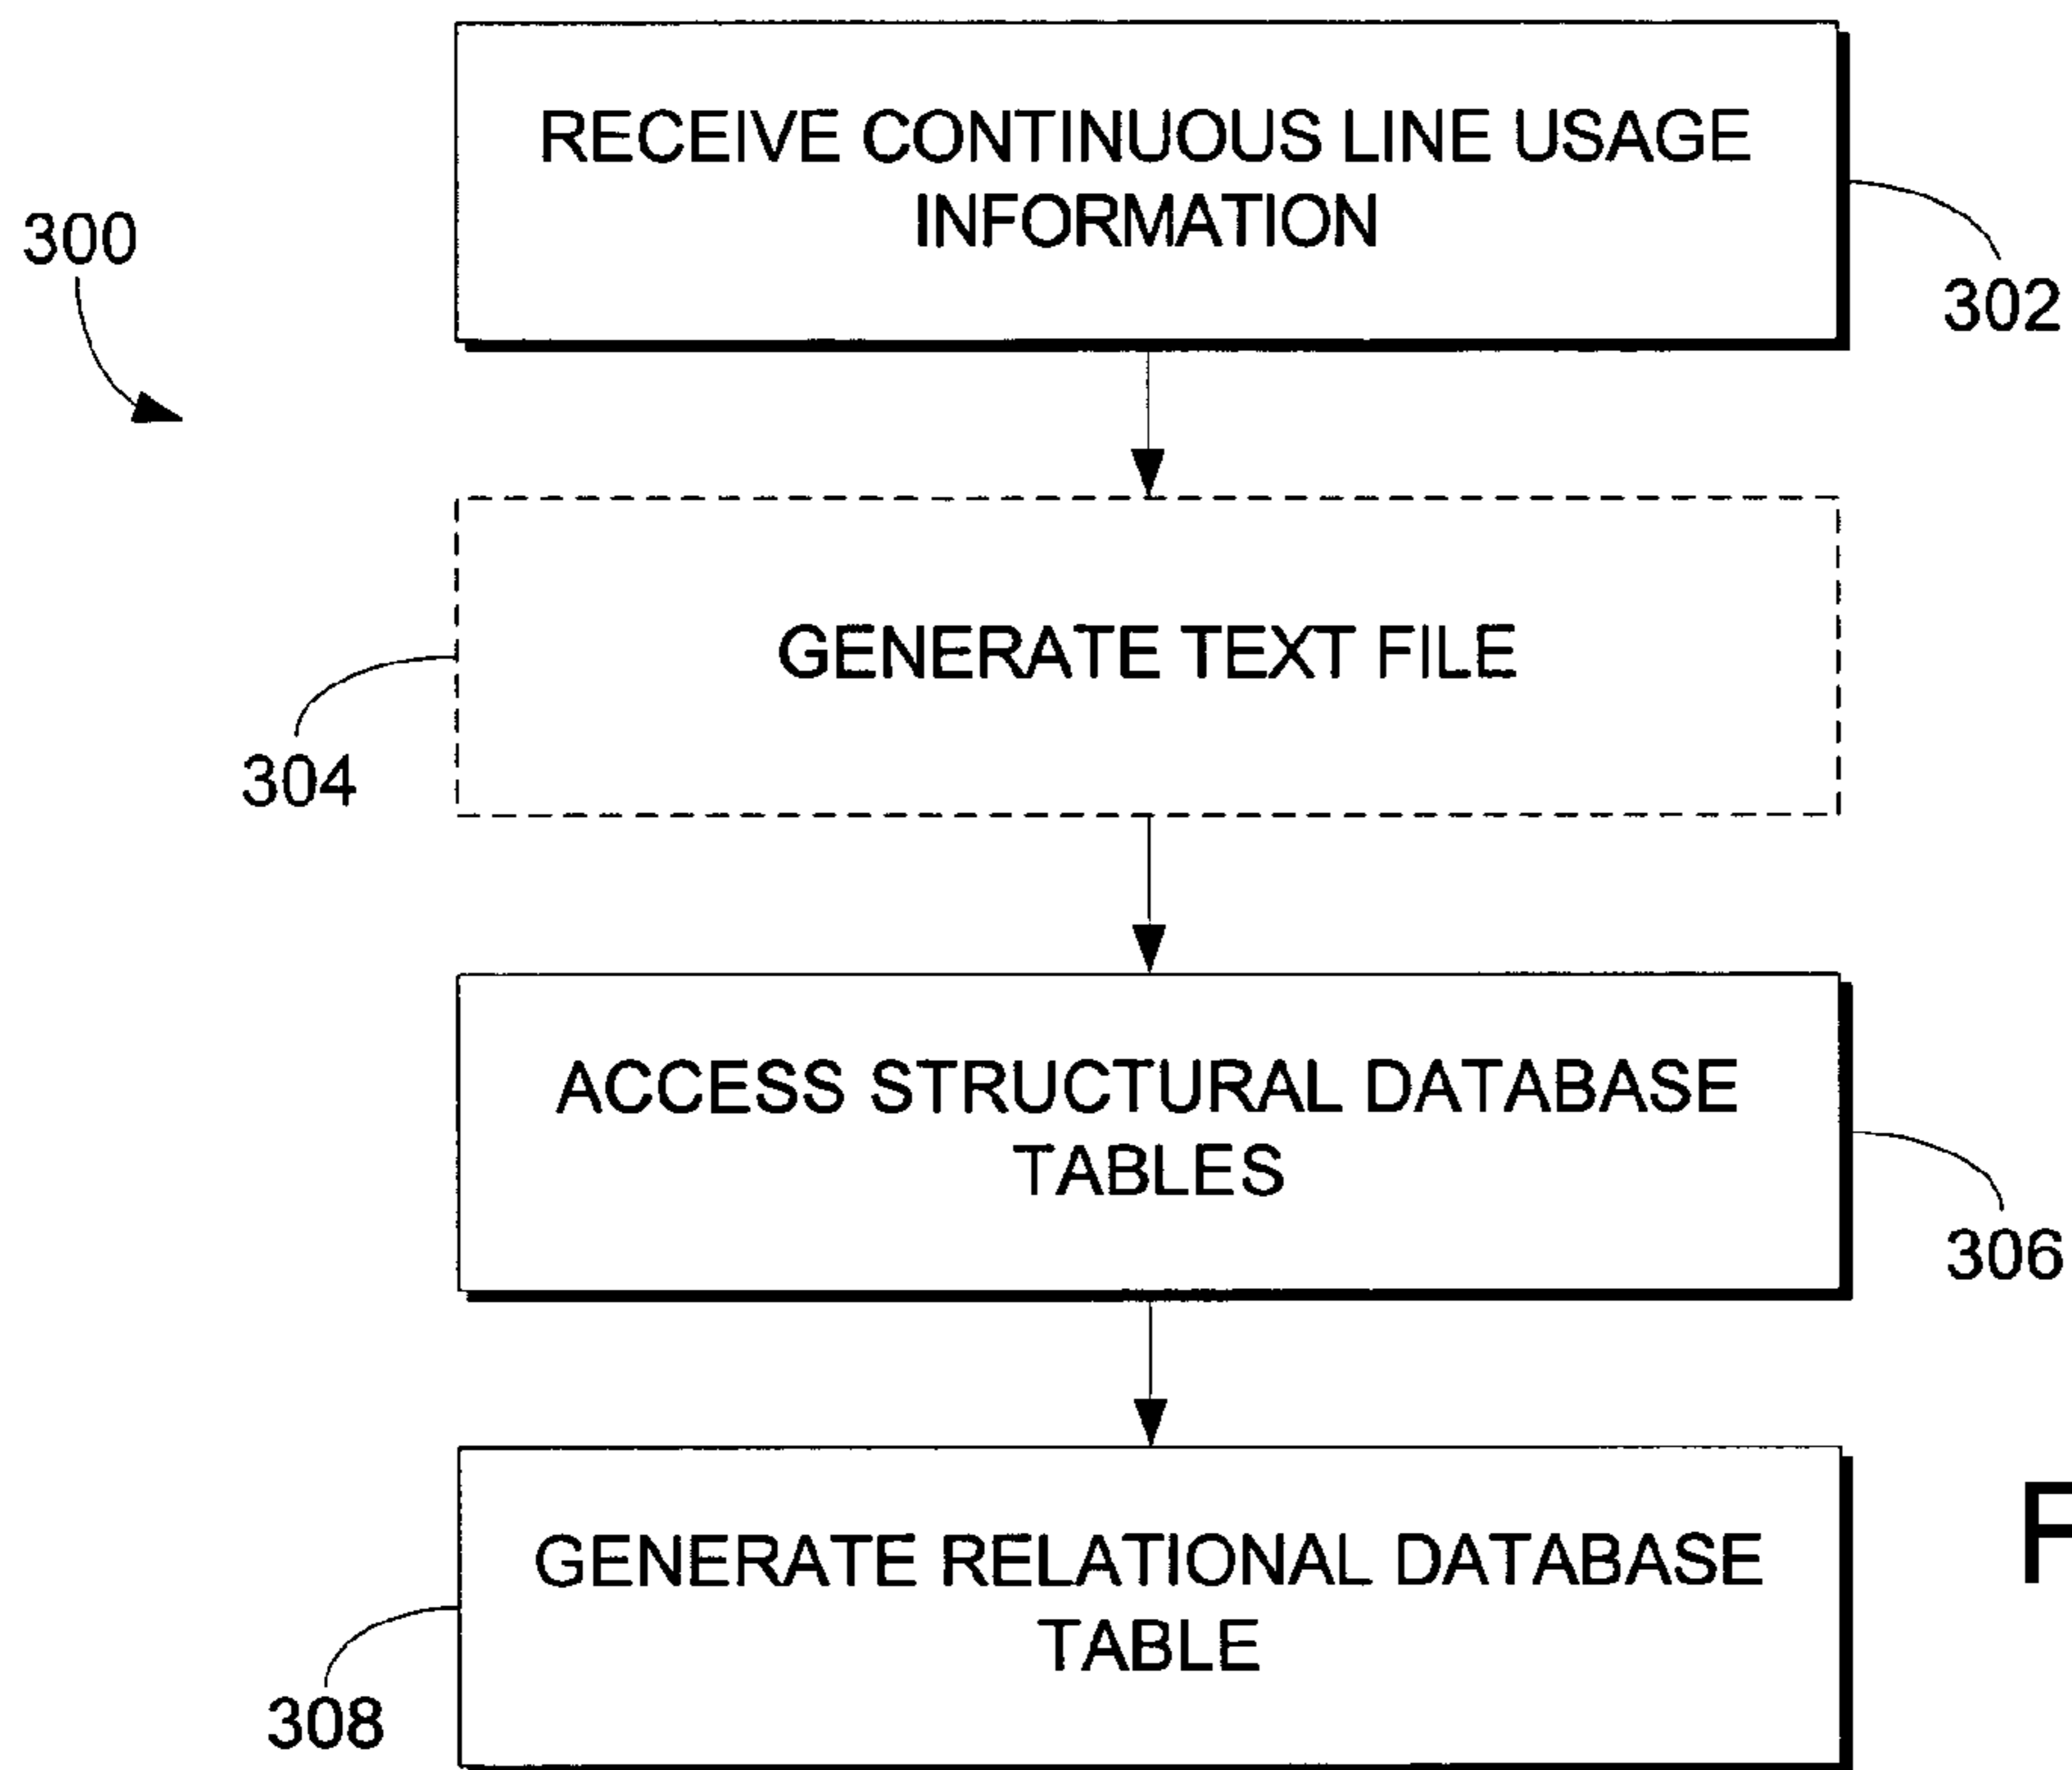 RECEIVE CONTINUOUS LINE USAGE
INFORMATION
300
302
GENERATE TEXT FILE
304
ACCESS STRUCTURAL DATABASE
TABLES
306
GENERATE RELATIONAL DATABASE
TABLE
308
F